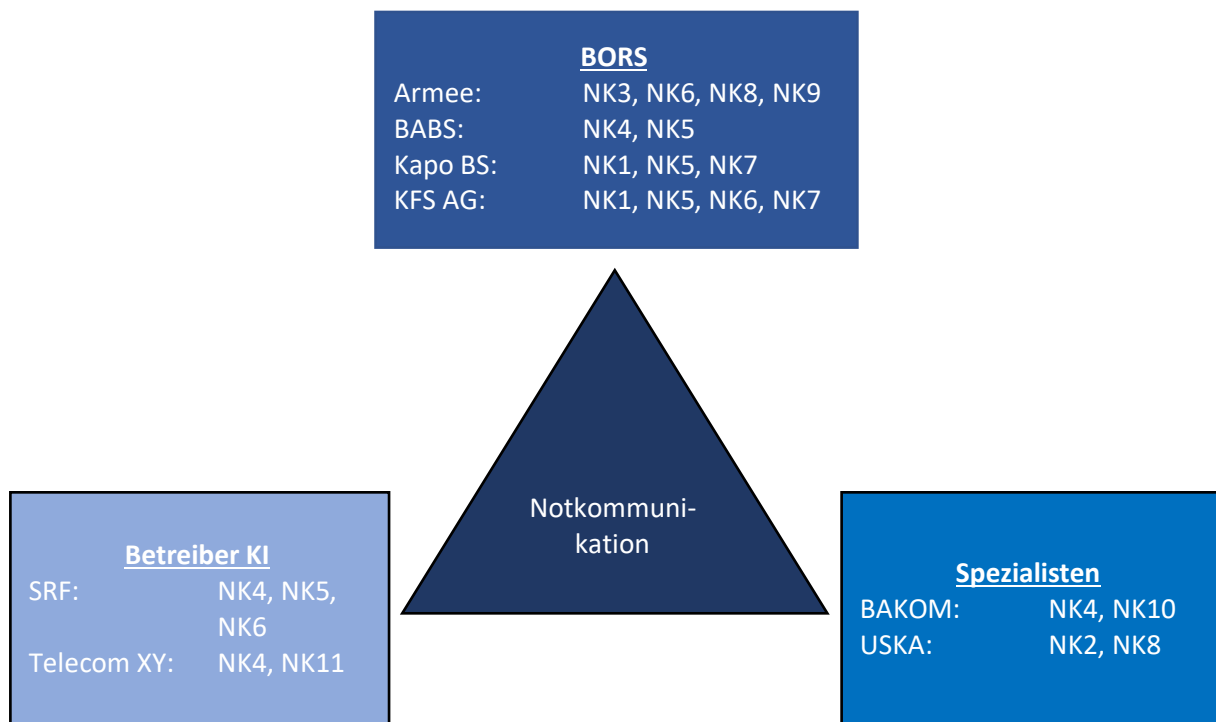 BORS
Armee: NK3, NK6, NK8, NK9
BABS: NK4, NK5
Kapo BS: NK1, NK5, NK7
KFS AG: NK1, NK5, NK6, NK7
Notkommuni-
kation
Betreiber KI
SRF: NK4, NK5,
NK6
Telecom XY: NK4, NK11
Spezialisten
BAKOM: NK4, NK10
USKA: NK2, NK8